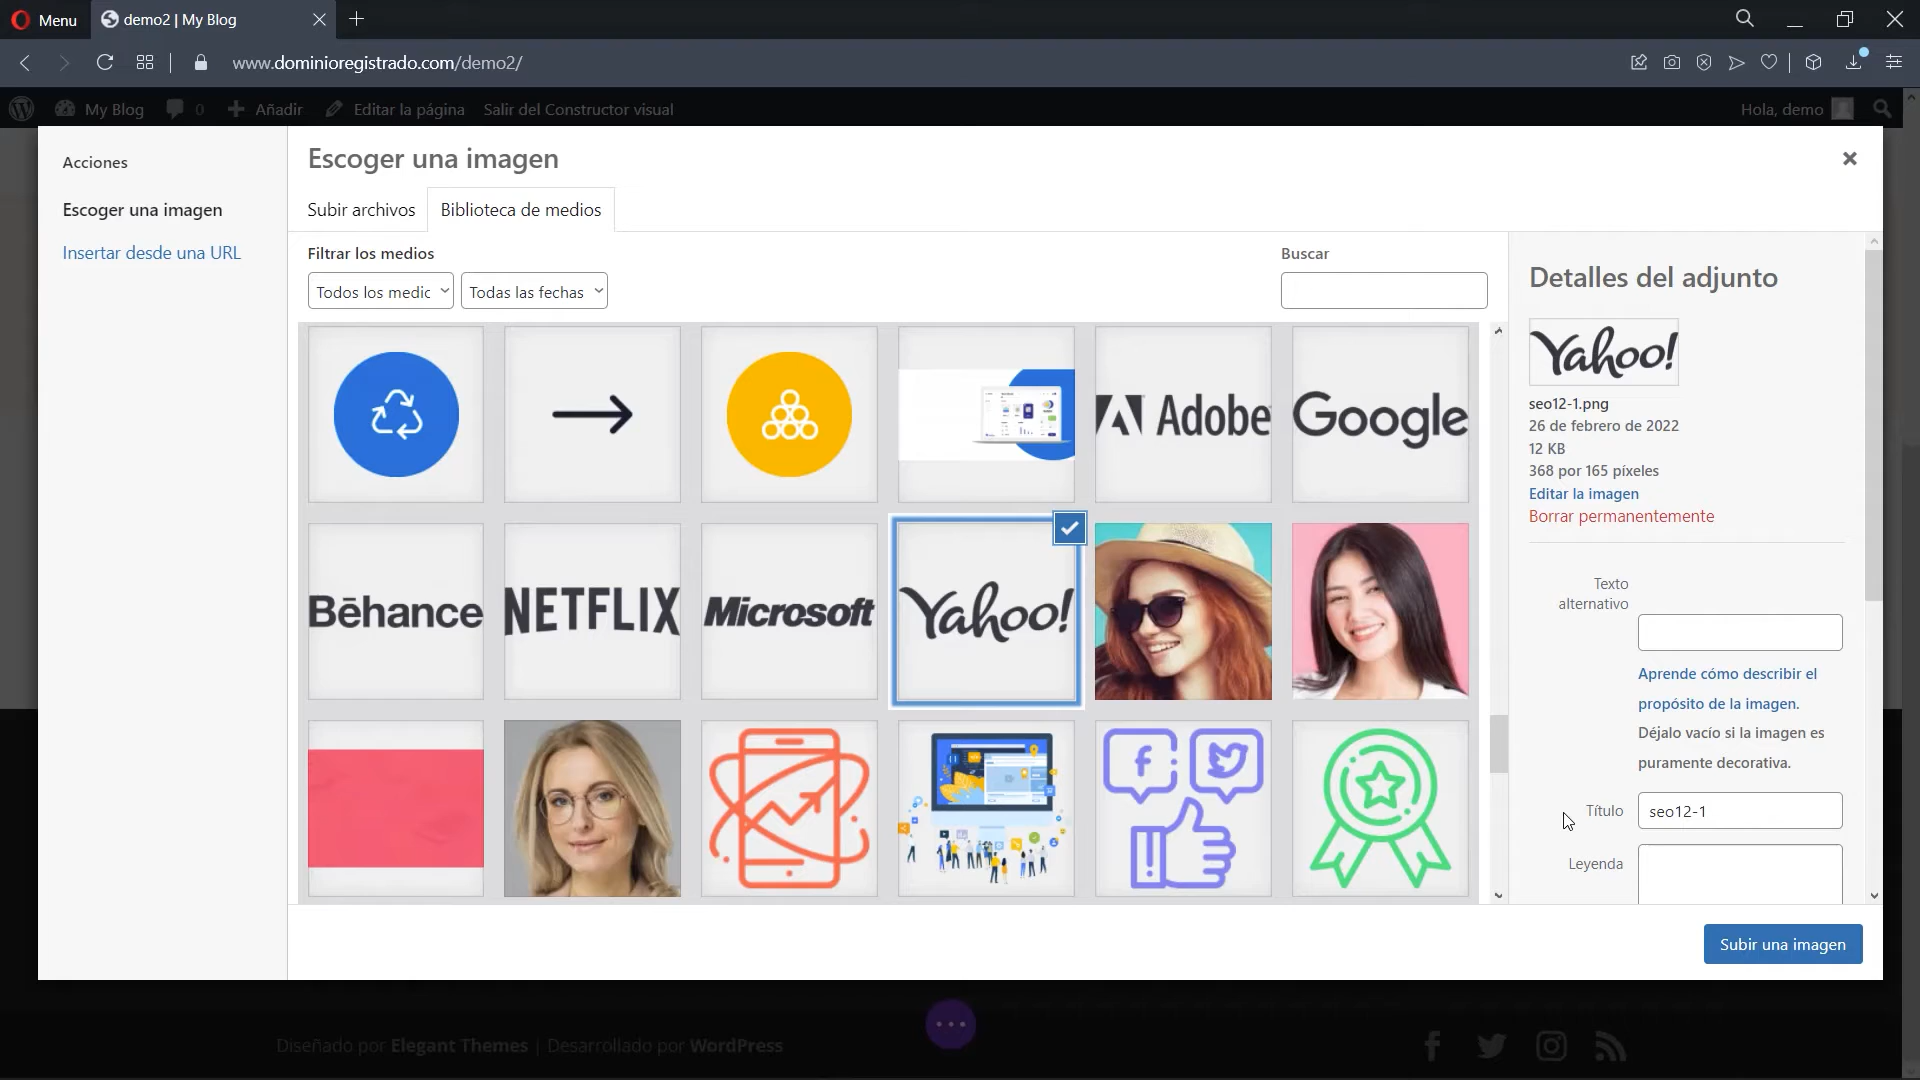 Menu
demo2 | My Blog
www.dominioregistrado.com/demo2/
My Blog
0
Añadir
Editar la página
Salir del Constructor visual
Hola, demo
Acciones
Escoger una imagen
Insertar desde una URL
Escoger una imagen
Subir archivos
Biblioteca de medios
Filtrar los medios
Todos los medic
Todas las fechas
Buscar
Adobe
Google
Bēhance
NETFLIX
Microsoft
Yahoo!
Detalles del adjunto
Yahoo!
seo12-1.png
26 de febrero de 2022
12 KB
368 por 165 píxeles
Editar la imagen
Borrar permanentemente
Texto
alternativo
Aprende cómo describir el
propósito de la imagen.
Déjalo vacío si la imagen es
puramente decorativa.
Título
seo12-1
Leyenda
Subir una imagen
Diseñado por Elegant Themes | Desarrollado por WordPress